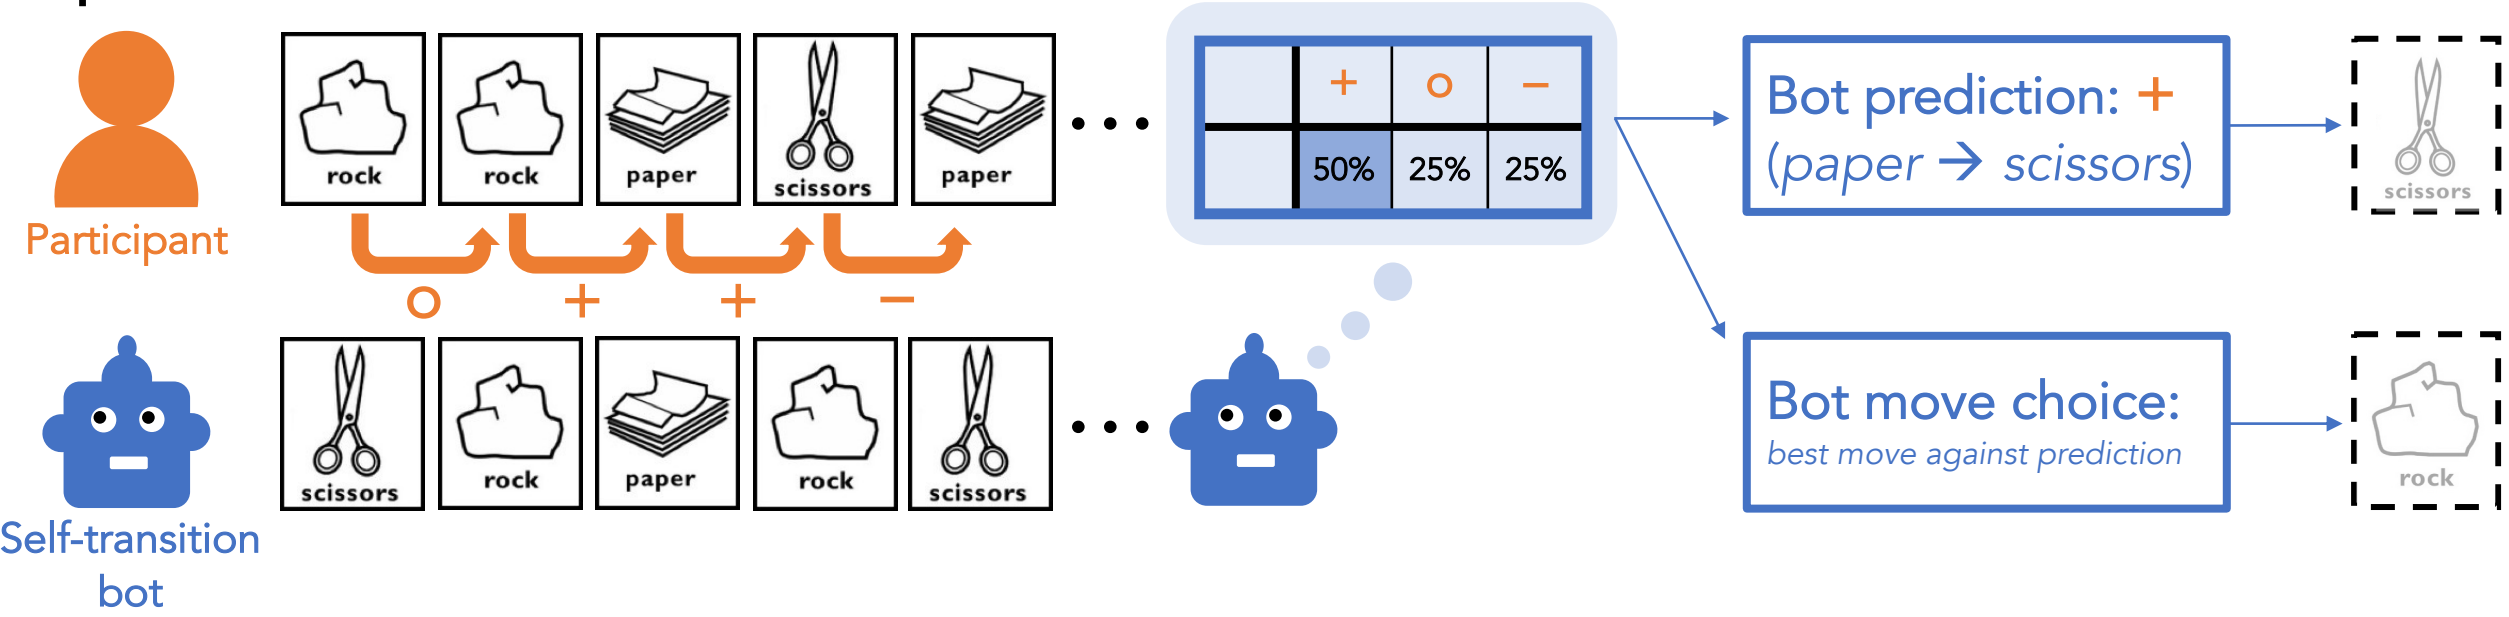 rock rock paper scissors paper
Participant
+ o −
50% 25% 25%
Bot prediction: +
(paper → scissors)
scissors
o + + −
scissors rock paper rock scissors
Self-transition
bot
Bot move choice:
best move against prediction
rock